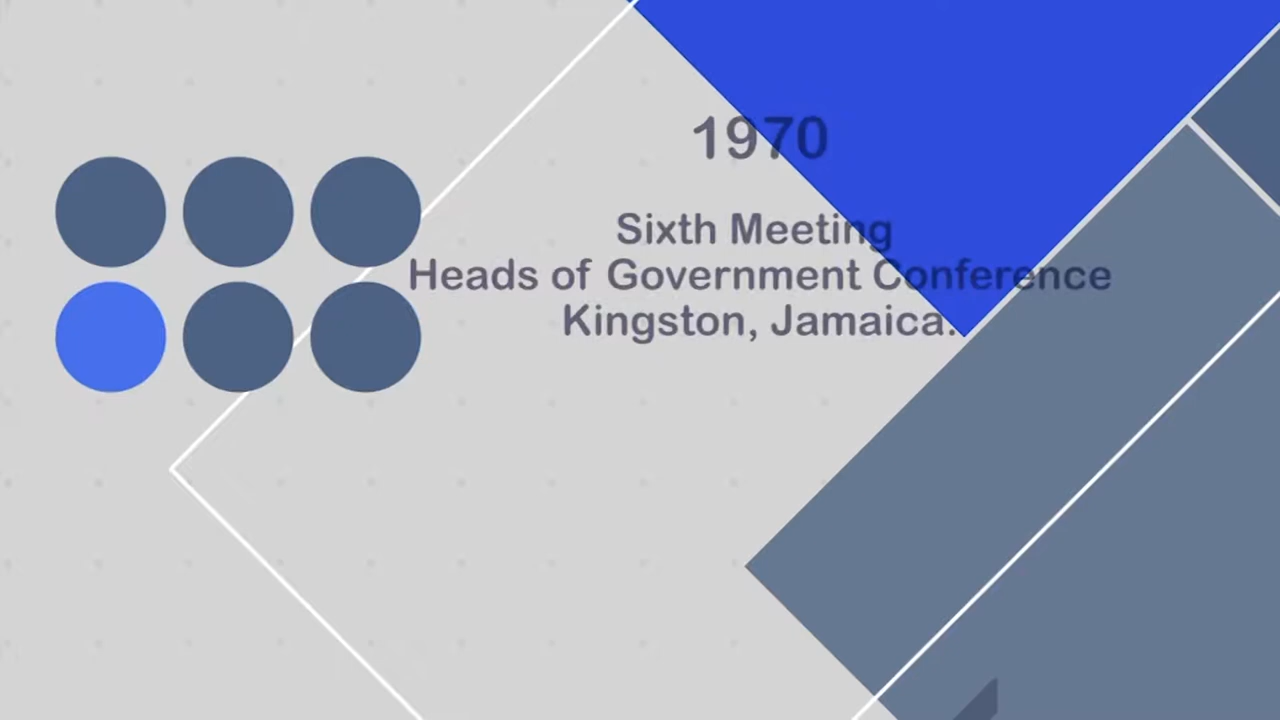 1970
Sixth Meeting
Heads of Government Conference
Kingston, Jamaica.